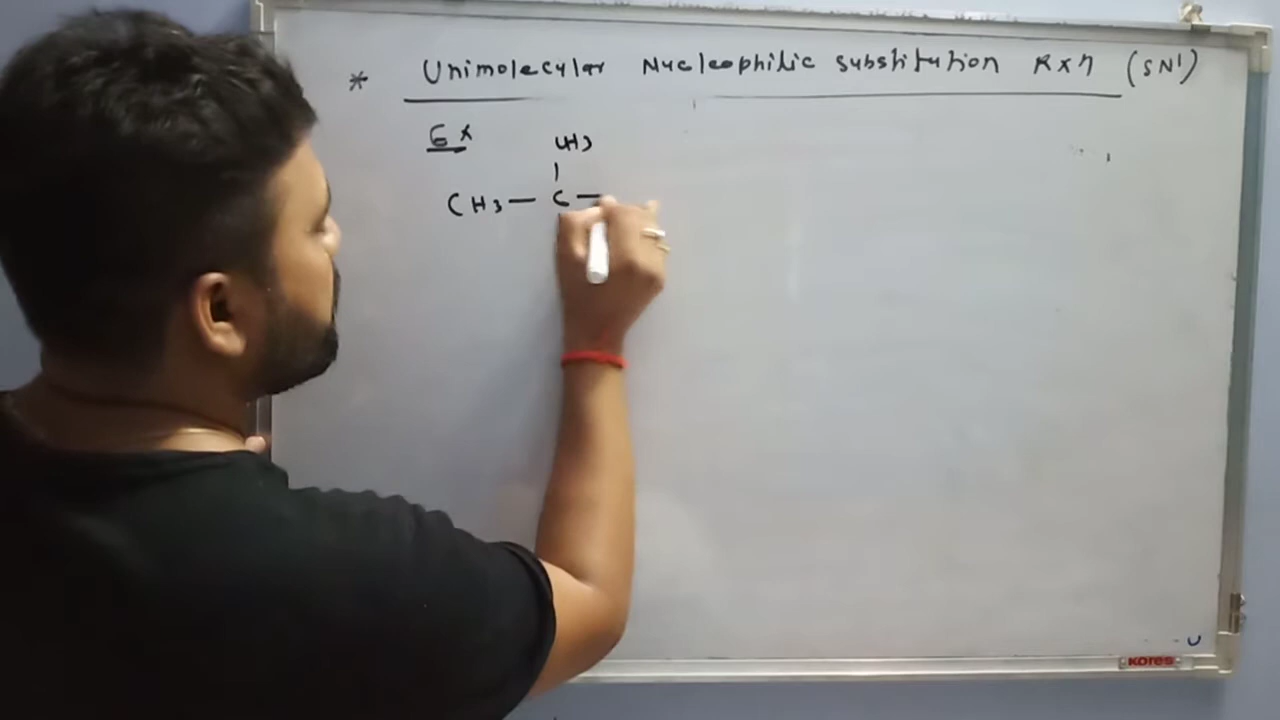 * Unimolecular Nucleophilic substitution Rxn (SN1)
Ex
CH3
CH3 — C —
KORES